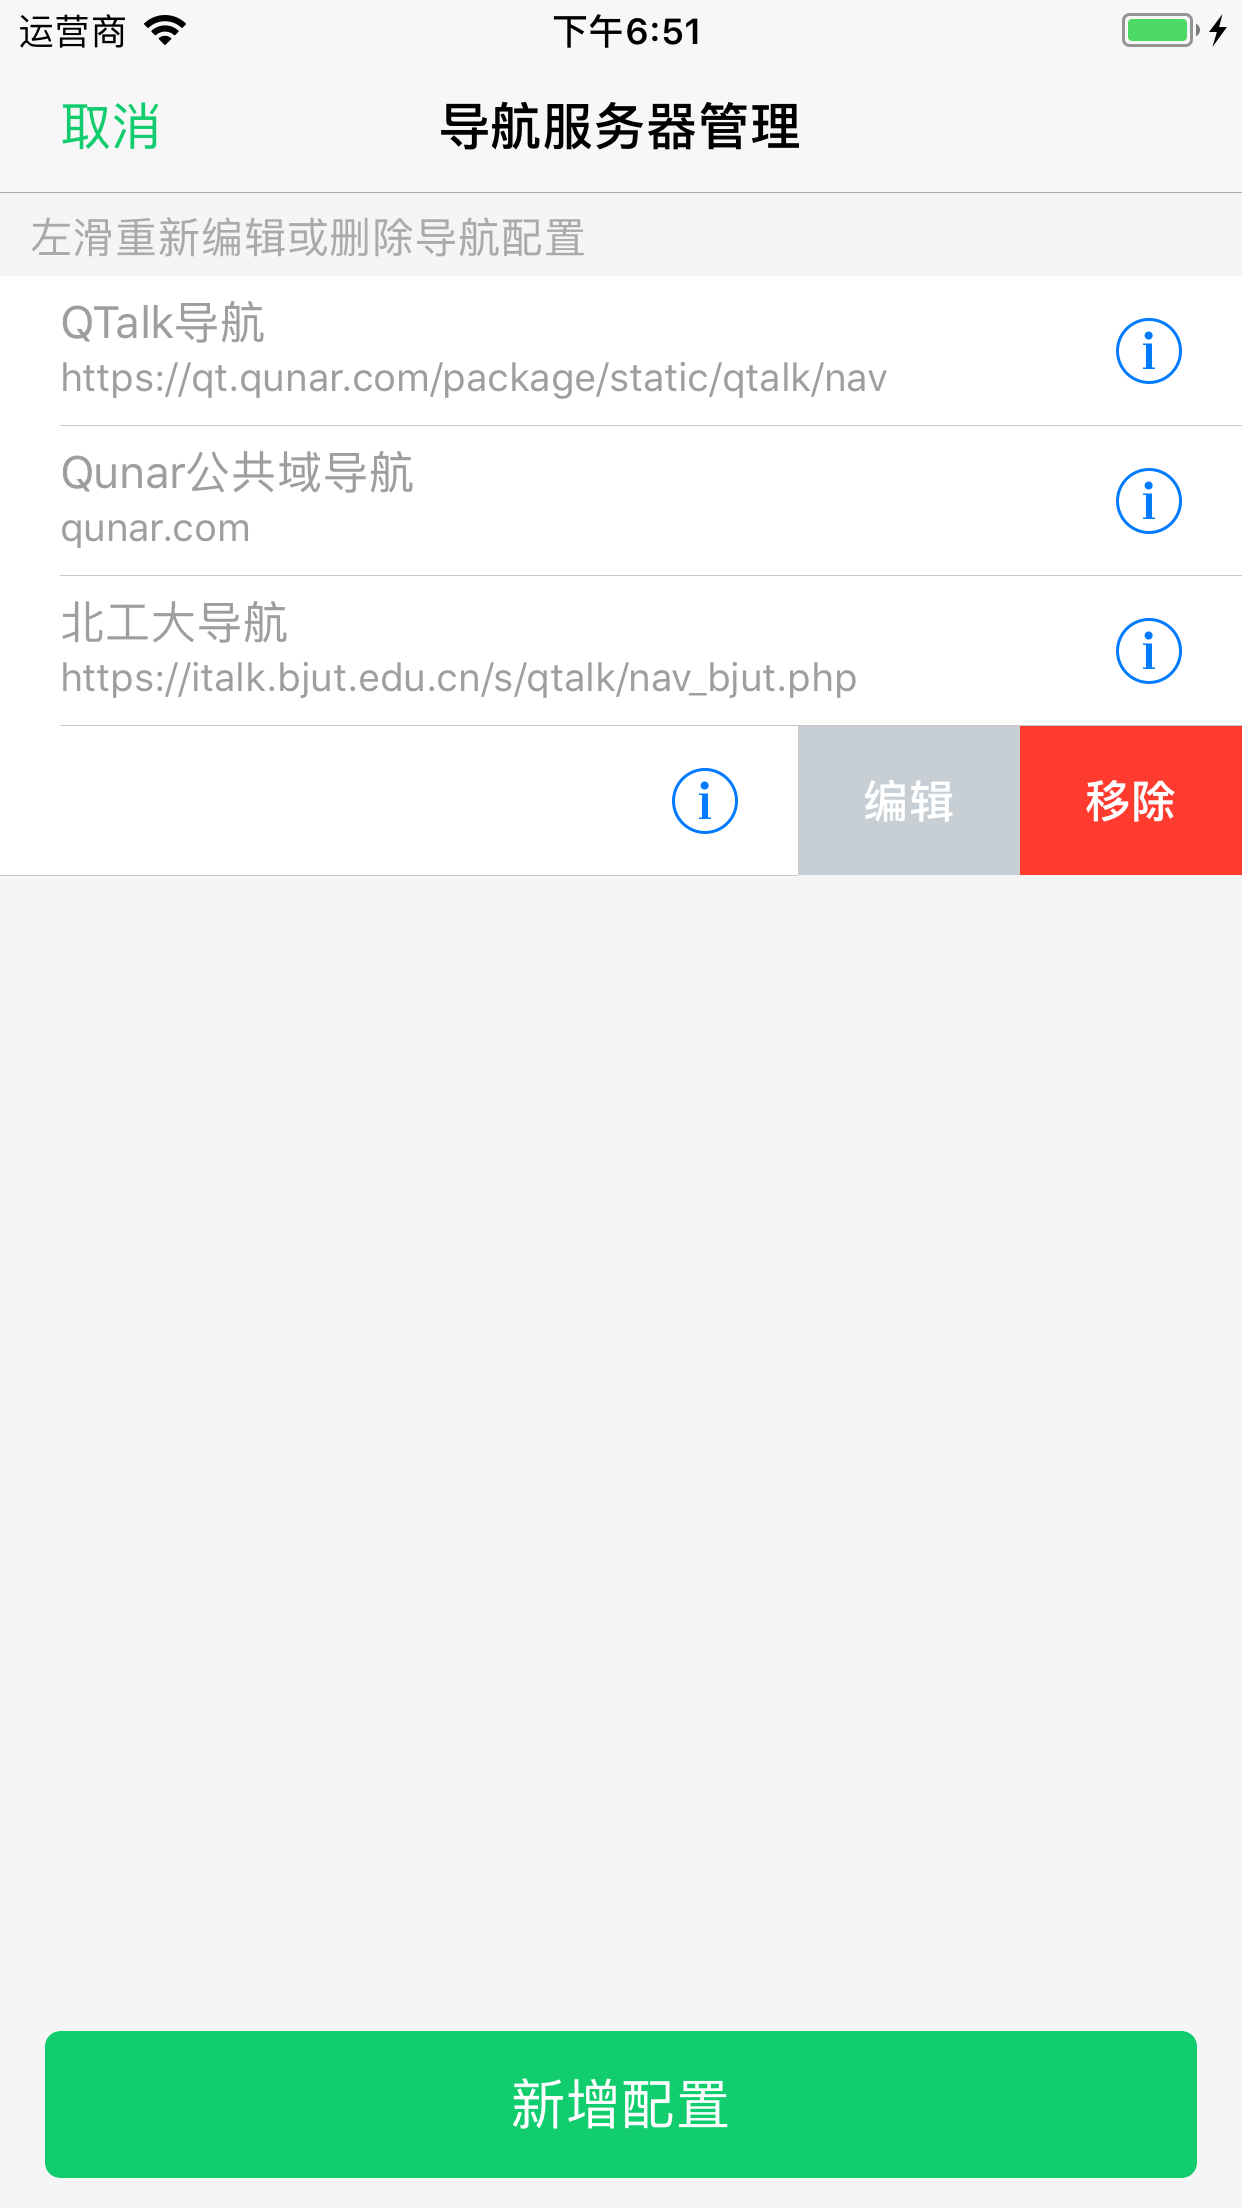 运营商 下午6:51
取消 导航服务器管理
左滑重新编辑或删除导航配置
QTalk导航
https://qt.qunar.com/package/static/qtalk/nav
Qunar公共域导航
qunar.com
北工大导航
https://italk.bjut.edu.cn/s/qtalk/nav_bjut.php
编辑 移除
新增配置